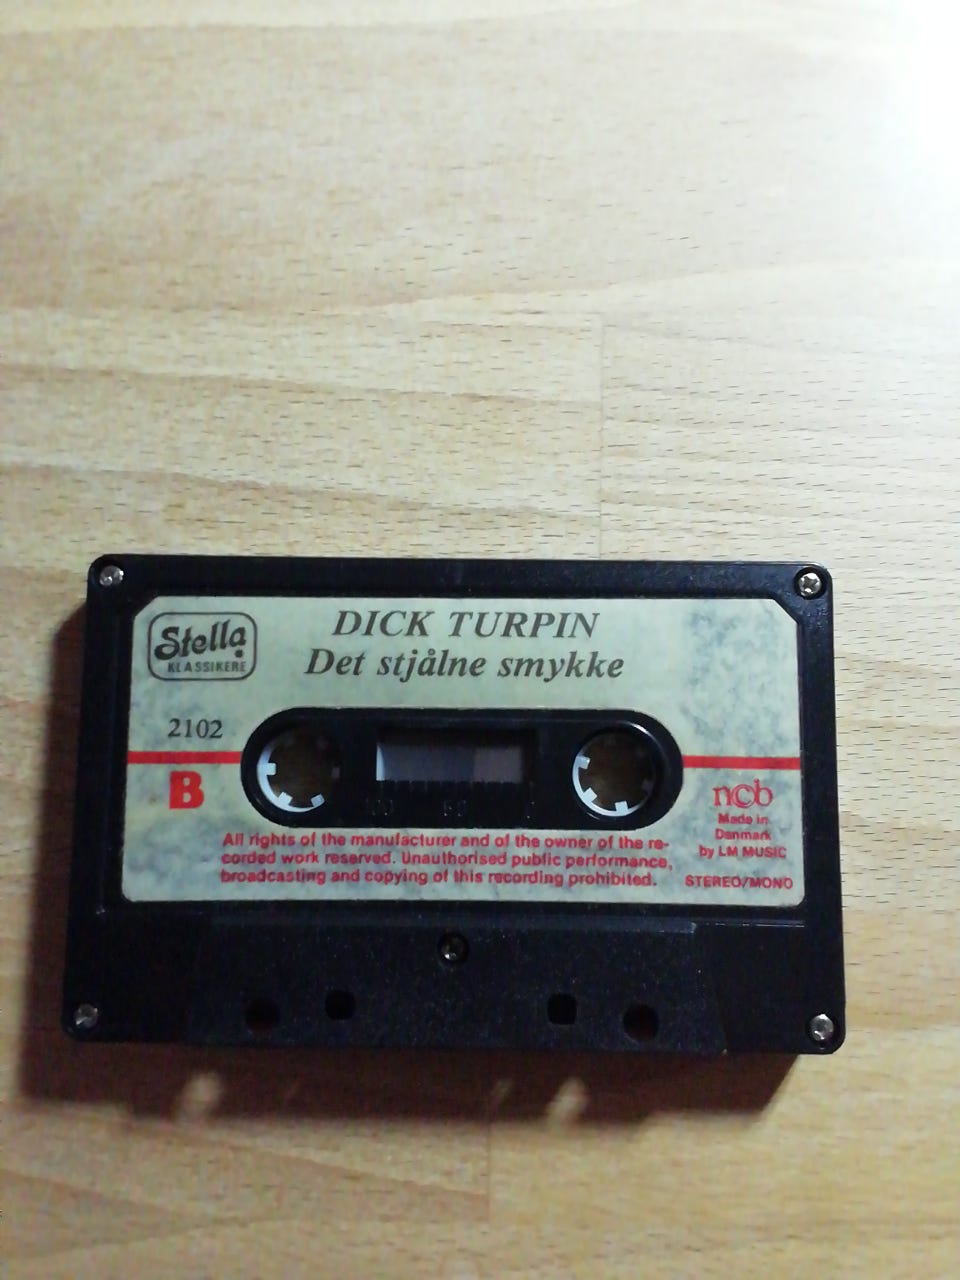 Stella
KLASSIKERE
DICK TURPIN
Det stjålne smykke
2102
B
ncb
Made in
Danmark
by LM MUSIC
STEREO/MONO
All rights of the manufacturer and of the owner of the re-
corded work reserved. Unauthorised public performance,
broadcasting and copying of this recording prohibited.
100
50